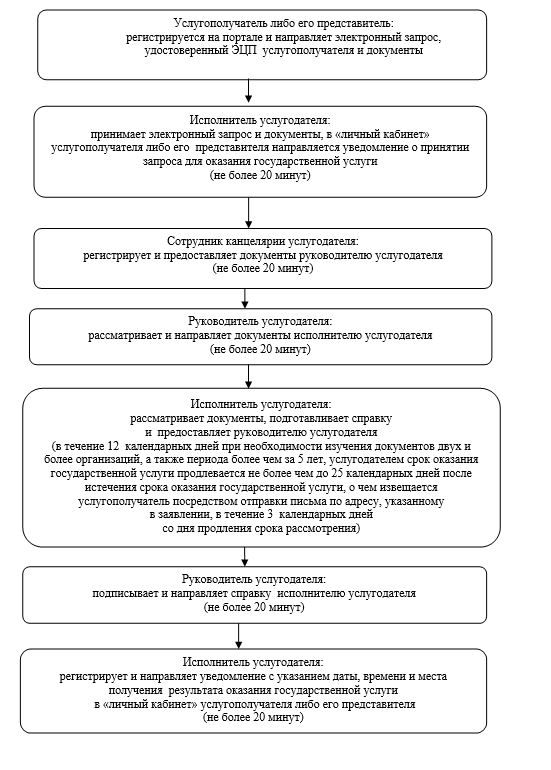 Услугополучатель либо его представитель:
регистрируется на портале и направляет электронный запрос,
удостоверенный ЭЦП услугополучателя и документы
Исполнитель услугодателя:
принимает электронный запрос и документы, в «личный кабинет»
услугополучателя либо его представителя направляется уведомление о принятии
запроса для оказания государственной услуги
(не более 20 минут)
Сотрудник канцелярии услугодателя:
регистрирует и предоставляет документы руководителю услугодателя
(не более 20 минут)
Руководитель услугодателя:
рассматривает и направляет документы исполнителю услугодателя
(не более 20 минут)
Исполнитель услугодателя:
рассматривает документы, подготавливает справку
и предоставляет руководителю услугодателя
(в течение 12 календарных дней при необходимости изучения документов двух и
более организаций, а также периода более чем за 5 лет, услугодателем срок оказания
государственной услуги продлевается не более чем до 25 календарных дней после
истечения срока оказания государственной услуги, о чем извещается
услугополучатель посредством отправки письма по адресу, указанному
в заявлении, в течение 3 календарных дней
со дня продления срока рассмотрения)
Руководитель услугодателя:
подписывает и направляет справку исполнителю услугодателя
(не более 20 минут)
Исполнитель услугодателя:
регистрирует и направляет уведомление с указанием даты, времени и места
получения результата оказания государственной услуги
в «личный кабинет» услугополучателя либо его представителя
(не более 20 минут)